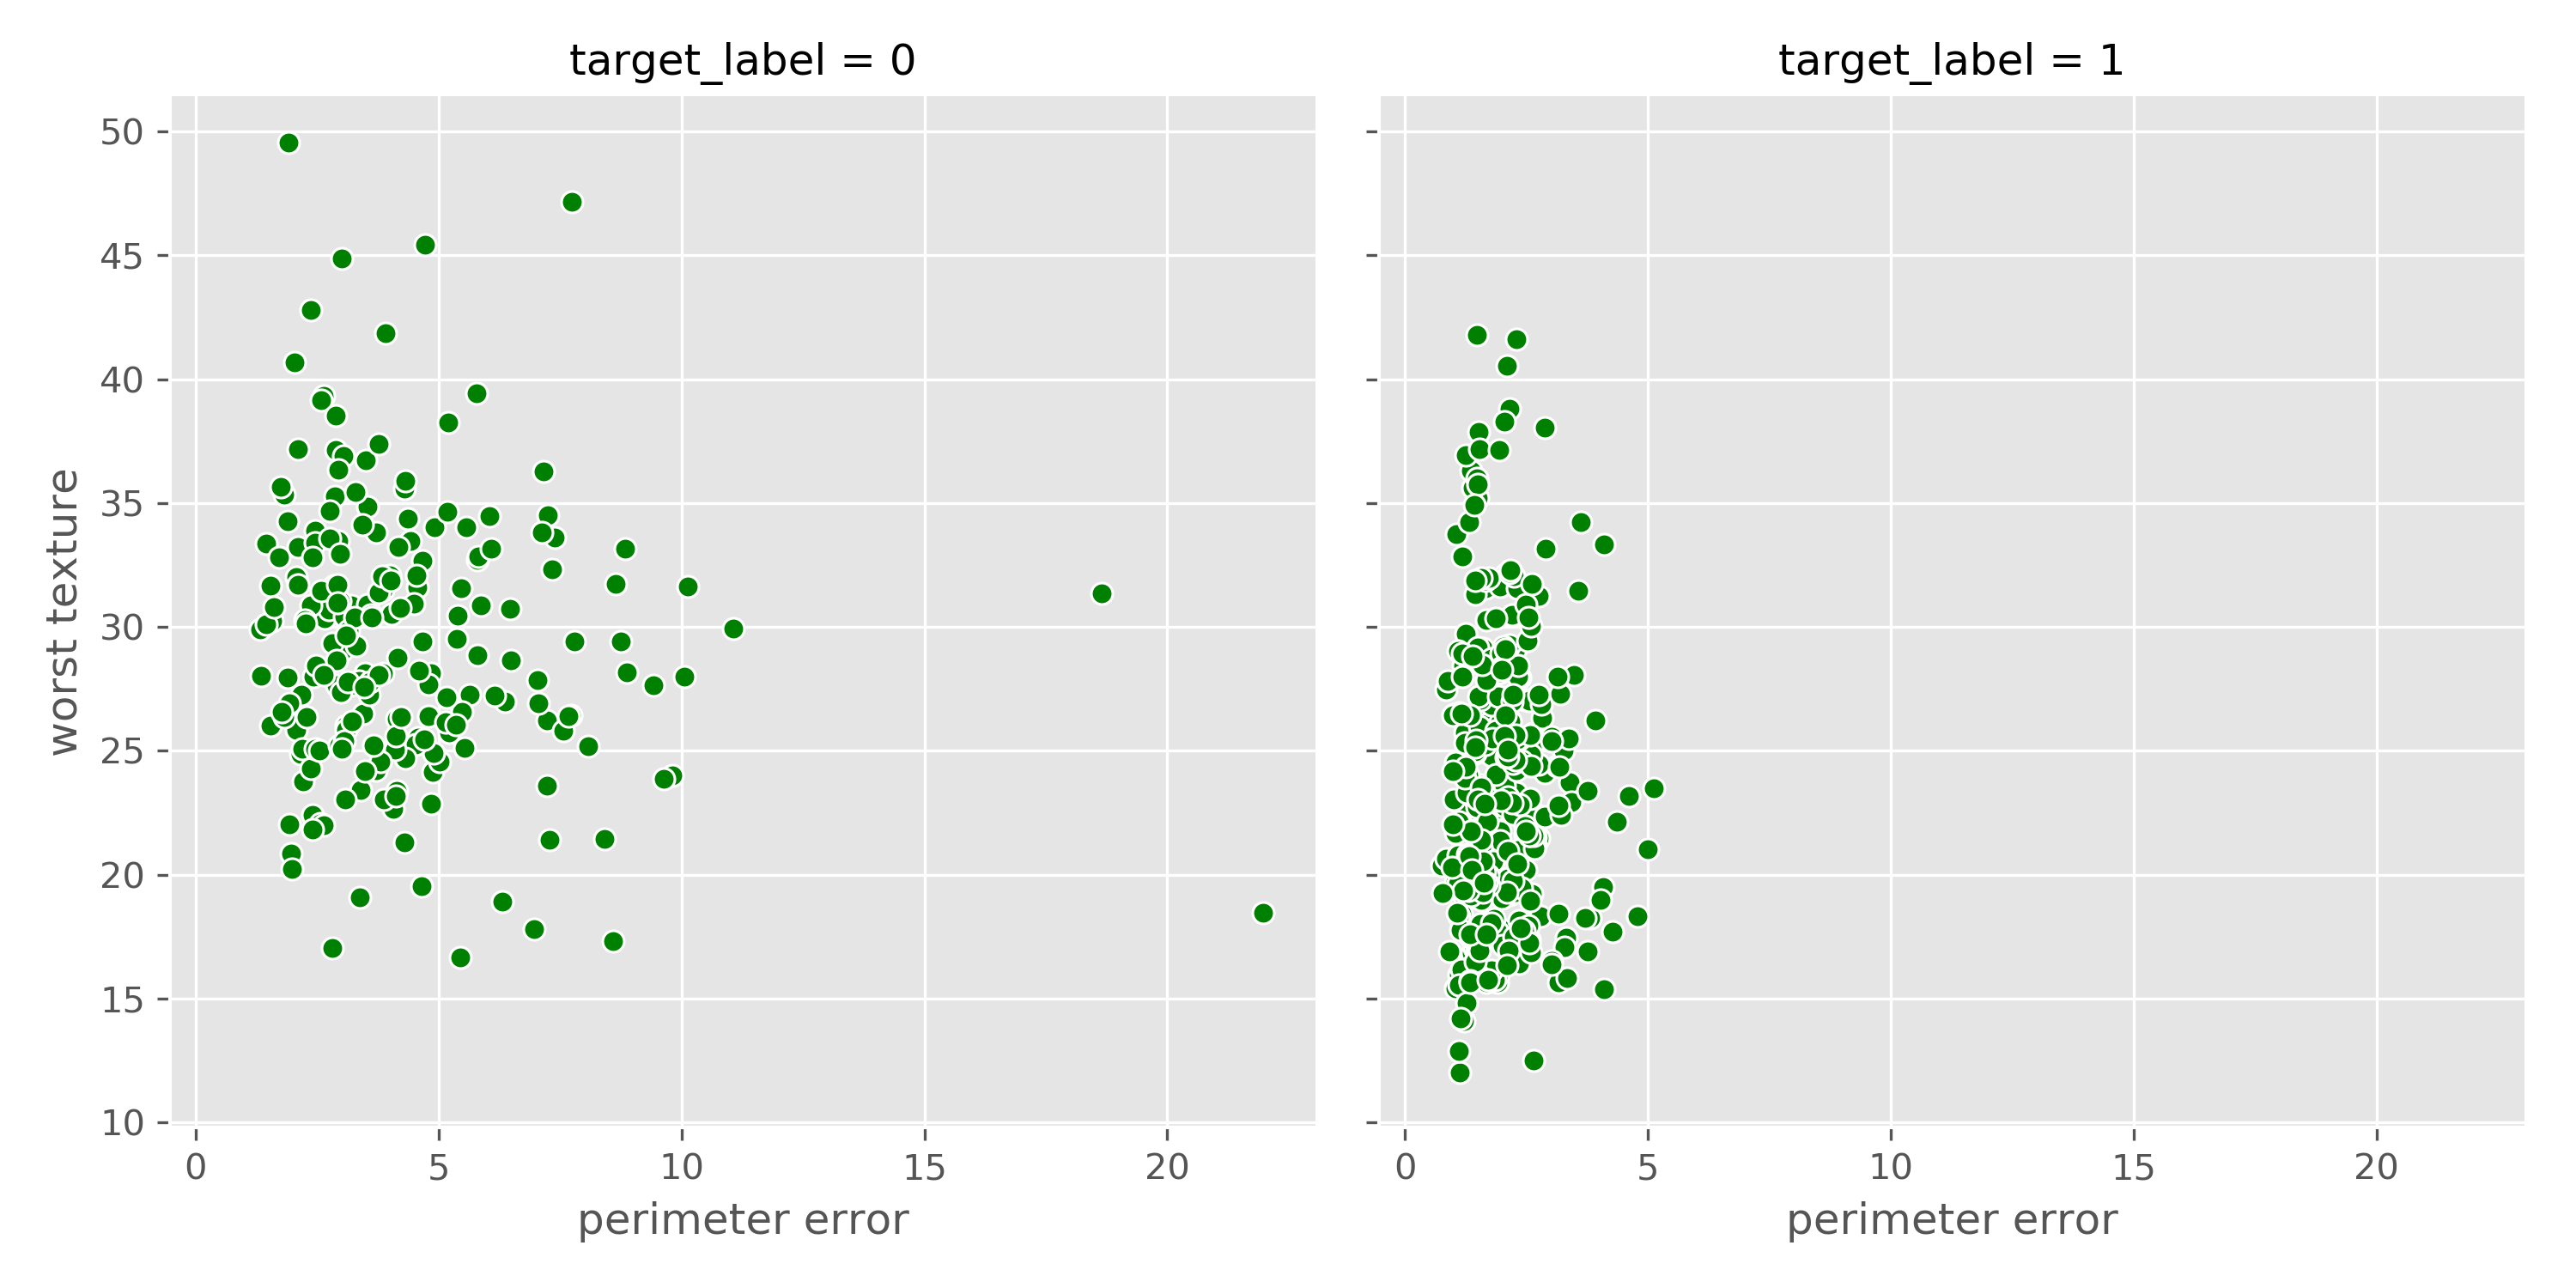 target_label = 0
target_label = 1
50
45
40
35
30
25
20
15
10
worst texture
0 5 10 15 20
0 5 10 15 20
perimeter error
perimeter error